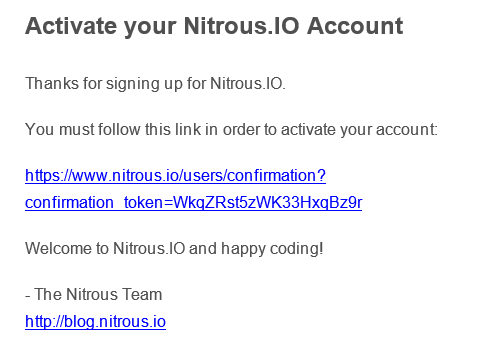 Activate your Nitrous.IO Account
Thanks for signing up for Nitrous.IO.
You must follow this link in order to activate your account:
https://www.nitrous.io/users/confirmation?
confirmation_token=WkqZRst5zWK33HxqBz9r
Welcome to Nitrous.IO and happy coding!
- The Nitrous Team
http://blog.nitrous.io